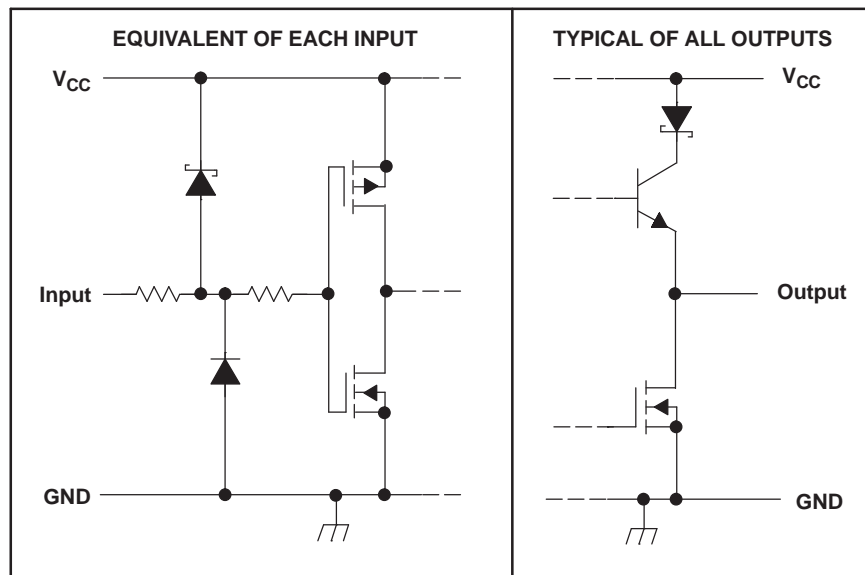 EQUIVALENT OF EACH INPUT
VCC
Input
GND
TYPICAL OF ALL OUTPUTS
VCC
Output
GND